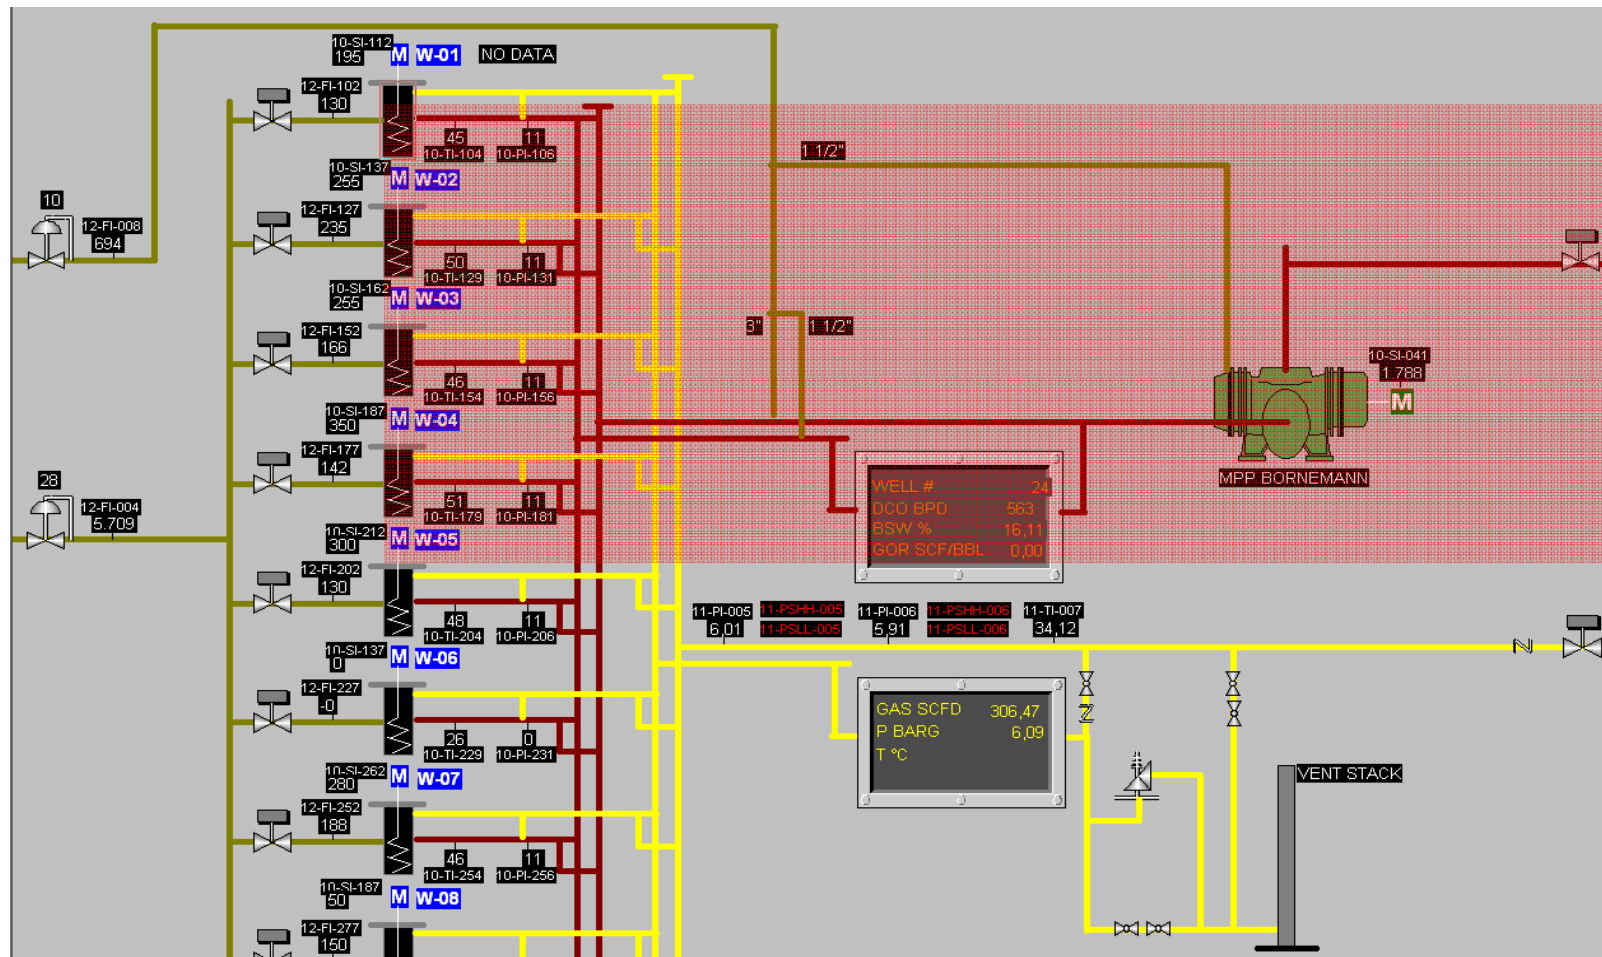 10-SI-112
195
M W-01 NO DATA
12-FI-102
130
45
10-TI-104
11
10-PI-106
1 1/2"
10-SI-137
255
M W-02
10
12-FI-008
694
12-FI-127
235
50
10-TI-129
11
10-PI-131
10-SI-162
255
M W-03
12-FI-152
166
46
10-TI-154
11
10-PI-156
3" 1 1/2"
10-SI-041
1.788
M
MPP BORNEMANN
10-SI-187
350
M W-04
12-FI-177
142
51
10-TI-179
11
10-PI-181
28
12-FI-004
5.709
WELL # 24
DCO BPD 563
BSW % 16,11
GOR SCF/BBL 0,00
10-SI-212
300
M W-05
12-FI-202
130
48
10-TI-204
11
10-PI-206
11-PI-005
6,01
11-PSHH-005
11-PSLL-005
11-PI-006
5,91
11-PSHH-006
11-PSLL-006
11-TI-007
34,12
10-SI-137
0
M W-06
12-FI-227
-0
26
10-TI-229
0
10-PI-231
GAS SCFD 306,47
P BARG 6,09
T °C
VENT STACK
10-SI-262
280
M W-07
12-FI-252
188
46
10-TI-254
11
10-PI-256
10-SI-187
50
M W-08
12-FI-277
150